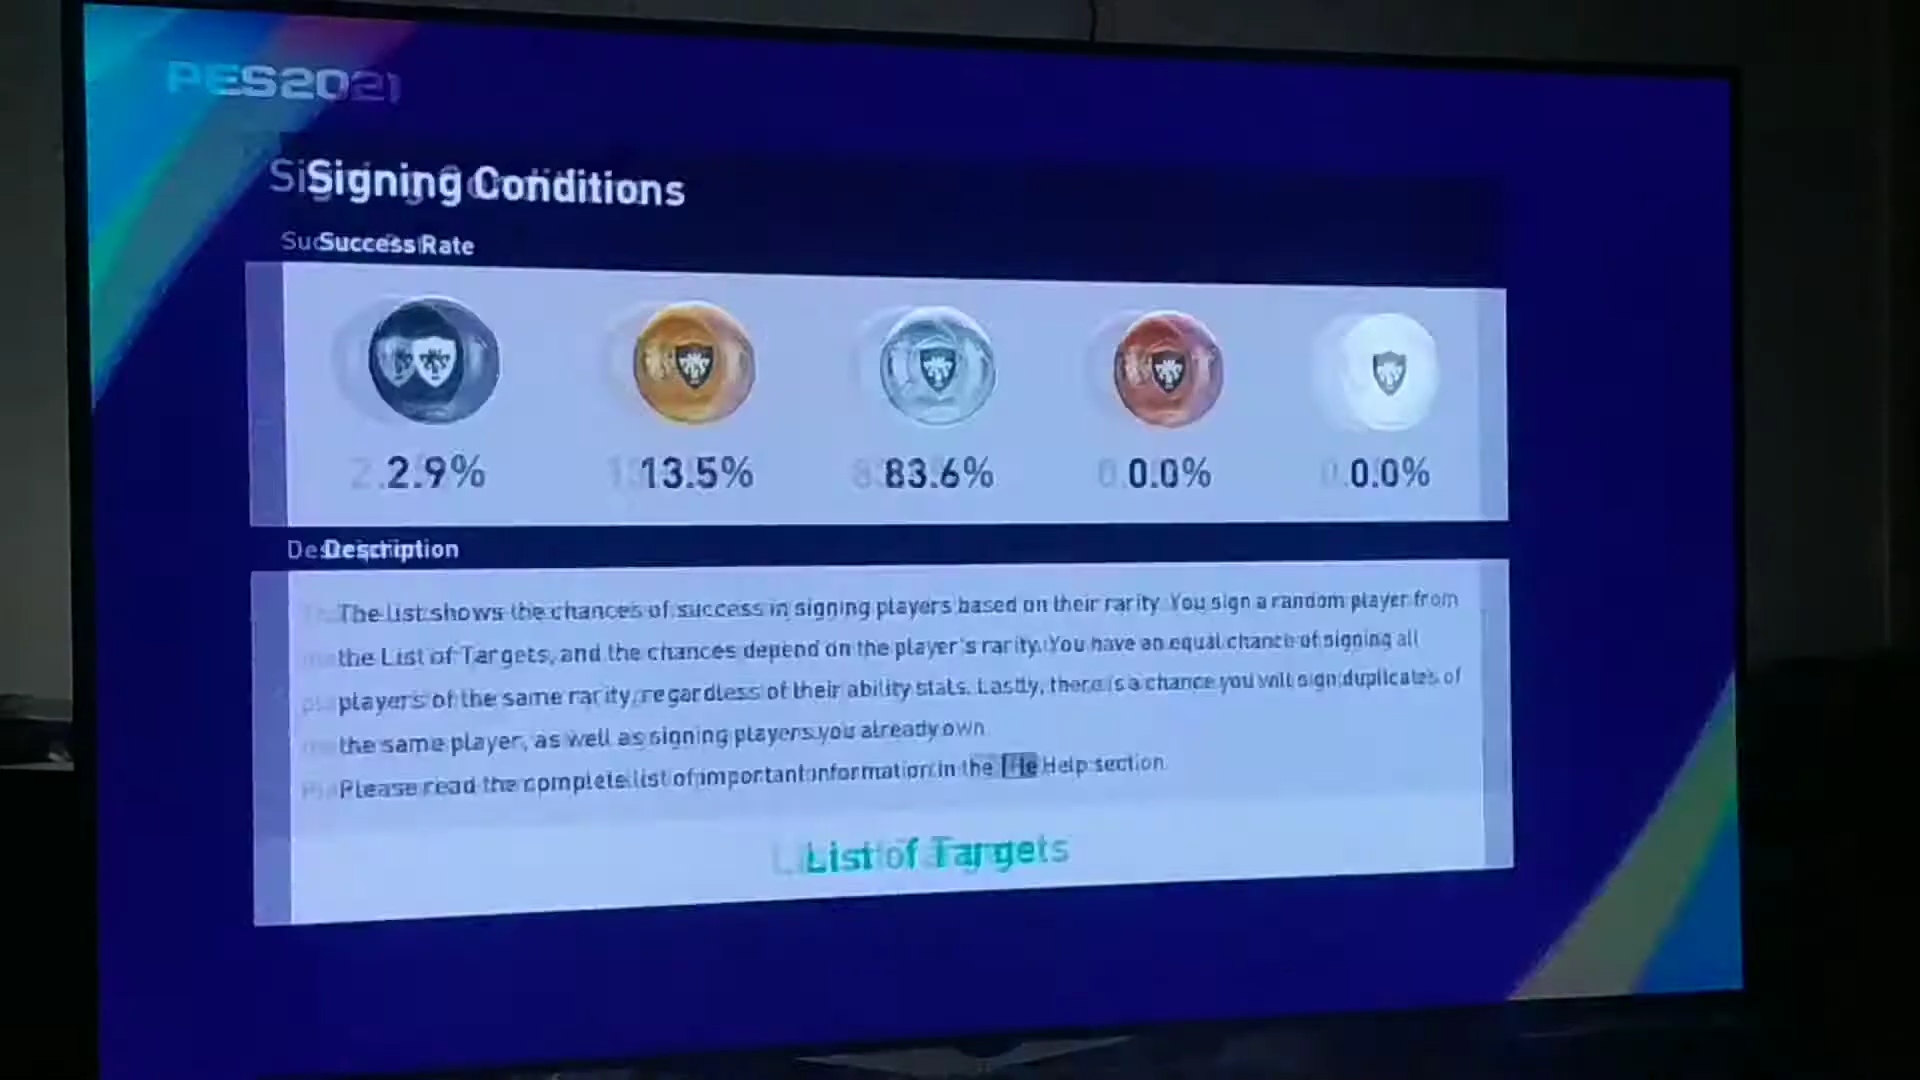 PES2021
Signing Conditions
Success Rate
2.9%
13.5%
83.6%
0.0%
0.0%
Description
The list shows the chances of success in signing players based on their rarity. You sign a random player from
the List of Targets, and the chances depend on the player's rarity. You have an equal chance of signing all
players of the same rarity, regardless of their ability stats. Lastly, there is a chance you will sign duplicates of
the same player, as well as signing players you already own.
Please read the complete list of important information in the Help section.
List of Targets